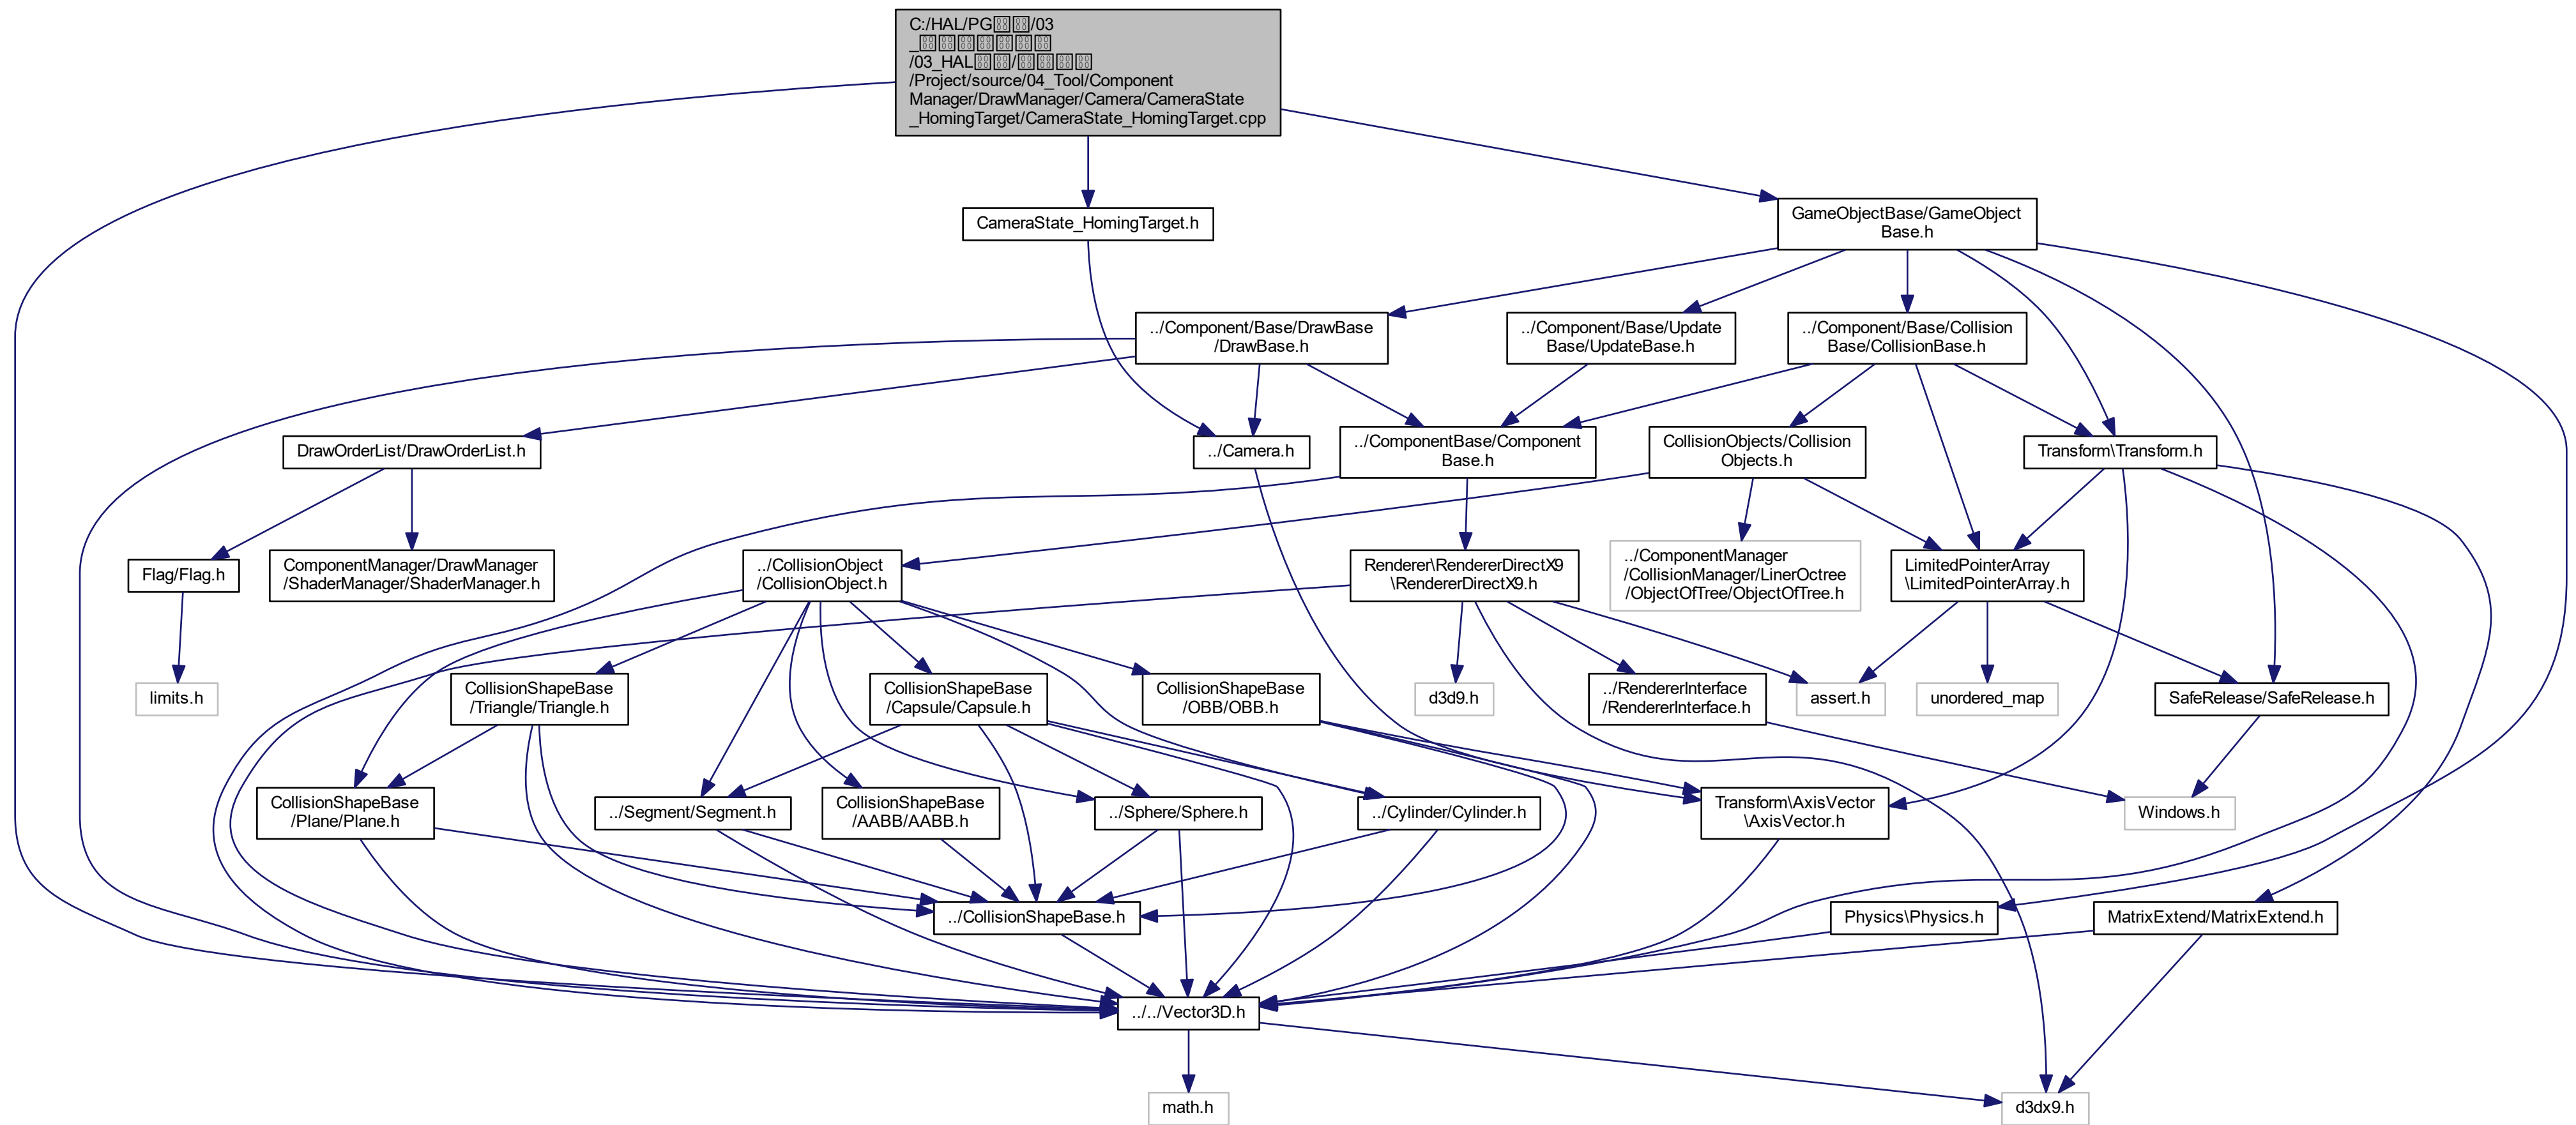 C:/HAL/PG/03
_
/03_HAL/
/Project/source/04_Tool/Component
Manager/DrawManager/Camera/CameraState
_HomingTarget/CameraState_HomingTarget.cpp
CameraState_HomingTarget.h
GameObjectBase/GameObject
Base.h
../Component/Base/DrawBase
/DrawBase.h
../Component/Base/Update
Base/UpdateBase.h
../Component/Base/Collision
Base/CollisionBase.h
DrawOrderList/DrawOrderList.h
../Camera.h
../ComponentBase/Component
Base.h
CollisionObjects/Collision
Objects.h
Transform\Transform.h
Flag/Flag.h
ComponentManager/DrawManager
/ShaderManager/ShaderManager.h
../CollisionObject
/CollisionObject.h
Renderer\RendererDirectX9
\RendererDirectX9.h
../ComponentManager
/CollisionManager/LinerOctree
/ObjectOfTree/ObjectOfTree.h
LimitedPointerArray
\LimitedPointerArray.h
limits.h
CollisionShapeBase
/Triangle/Triangle.h
CollisionShapeBase
/Capsule/Capsule.h
CollisionShapeBase
/OBB/OBB.h
d3d9.h
../RendererInterface
/RendererInterface.h
assert.h
unordered_map
SafeRelease/SafeRelease.h
CollisionShapeBase
/Plane/Plane.h
../Segment/Segment.h
CollisionShapeBase
/AABB/AABB.h
../Sphere/Sphere.h
../Cylinder/Cylinder.h
Transform\AxisVector
\AxisVector.h
Windows.h
../CollisionShapeBase.h
Physics\Physics.h
MatrixExtend/MatrixExtend.h
../../Vector3D.h
math.h
d3dx9.h